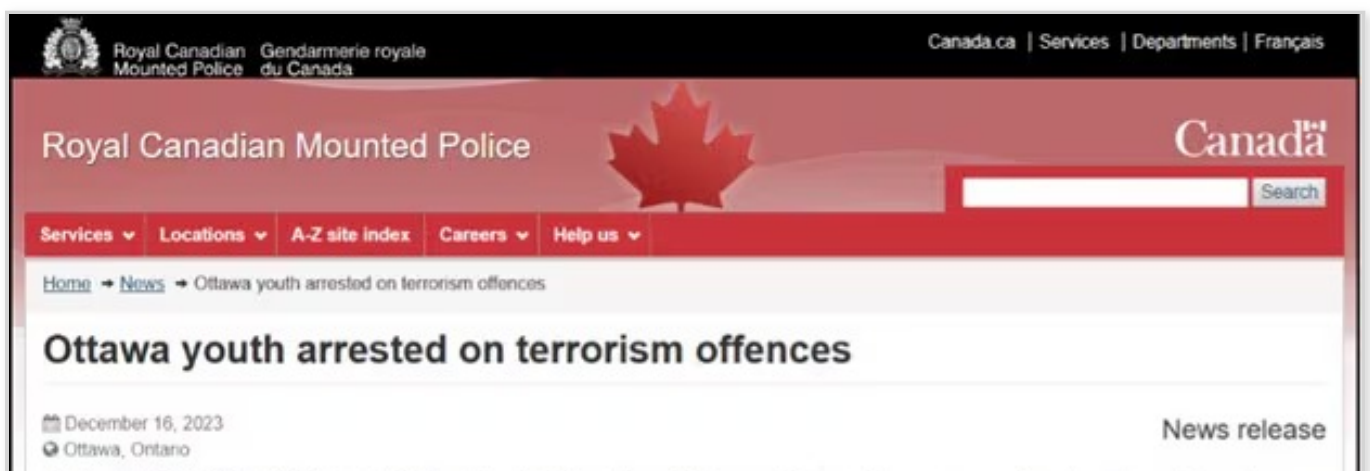 Royal Canadian Gendarmerie royale
Mounted Police du Canada
Canada.ca | Services | Departments | Français
Royal Canadian Mounted Police
Canada
Search
Services Locations A-Z site index Careers Help us
Home → News → Ottawa youth arrested on terrorism offences
Ottawa youth arrested on terrorism offences
December 16, 2023
News release
Ottawa, Ontario